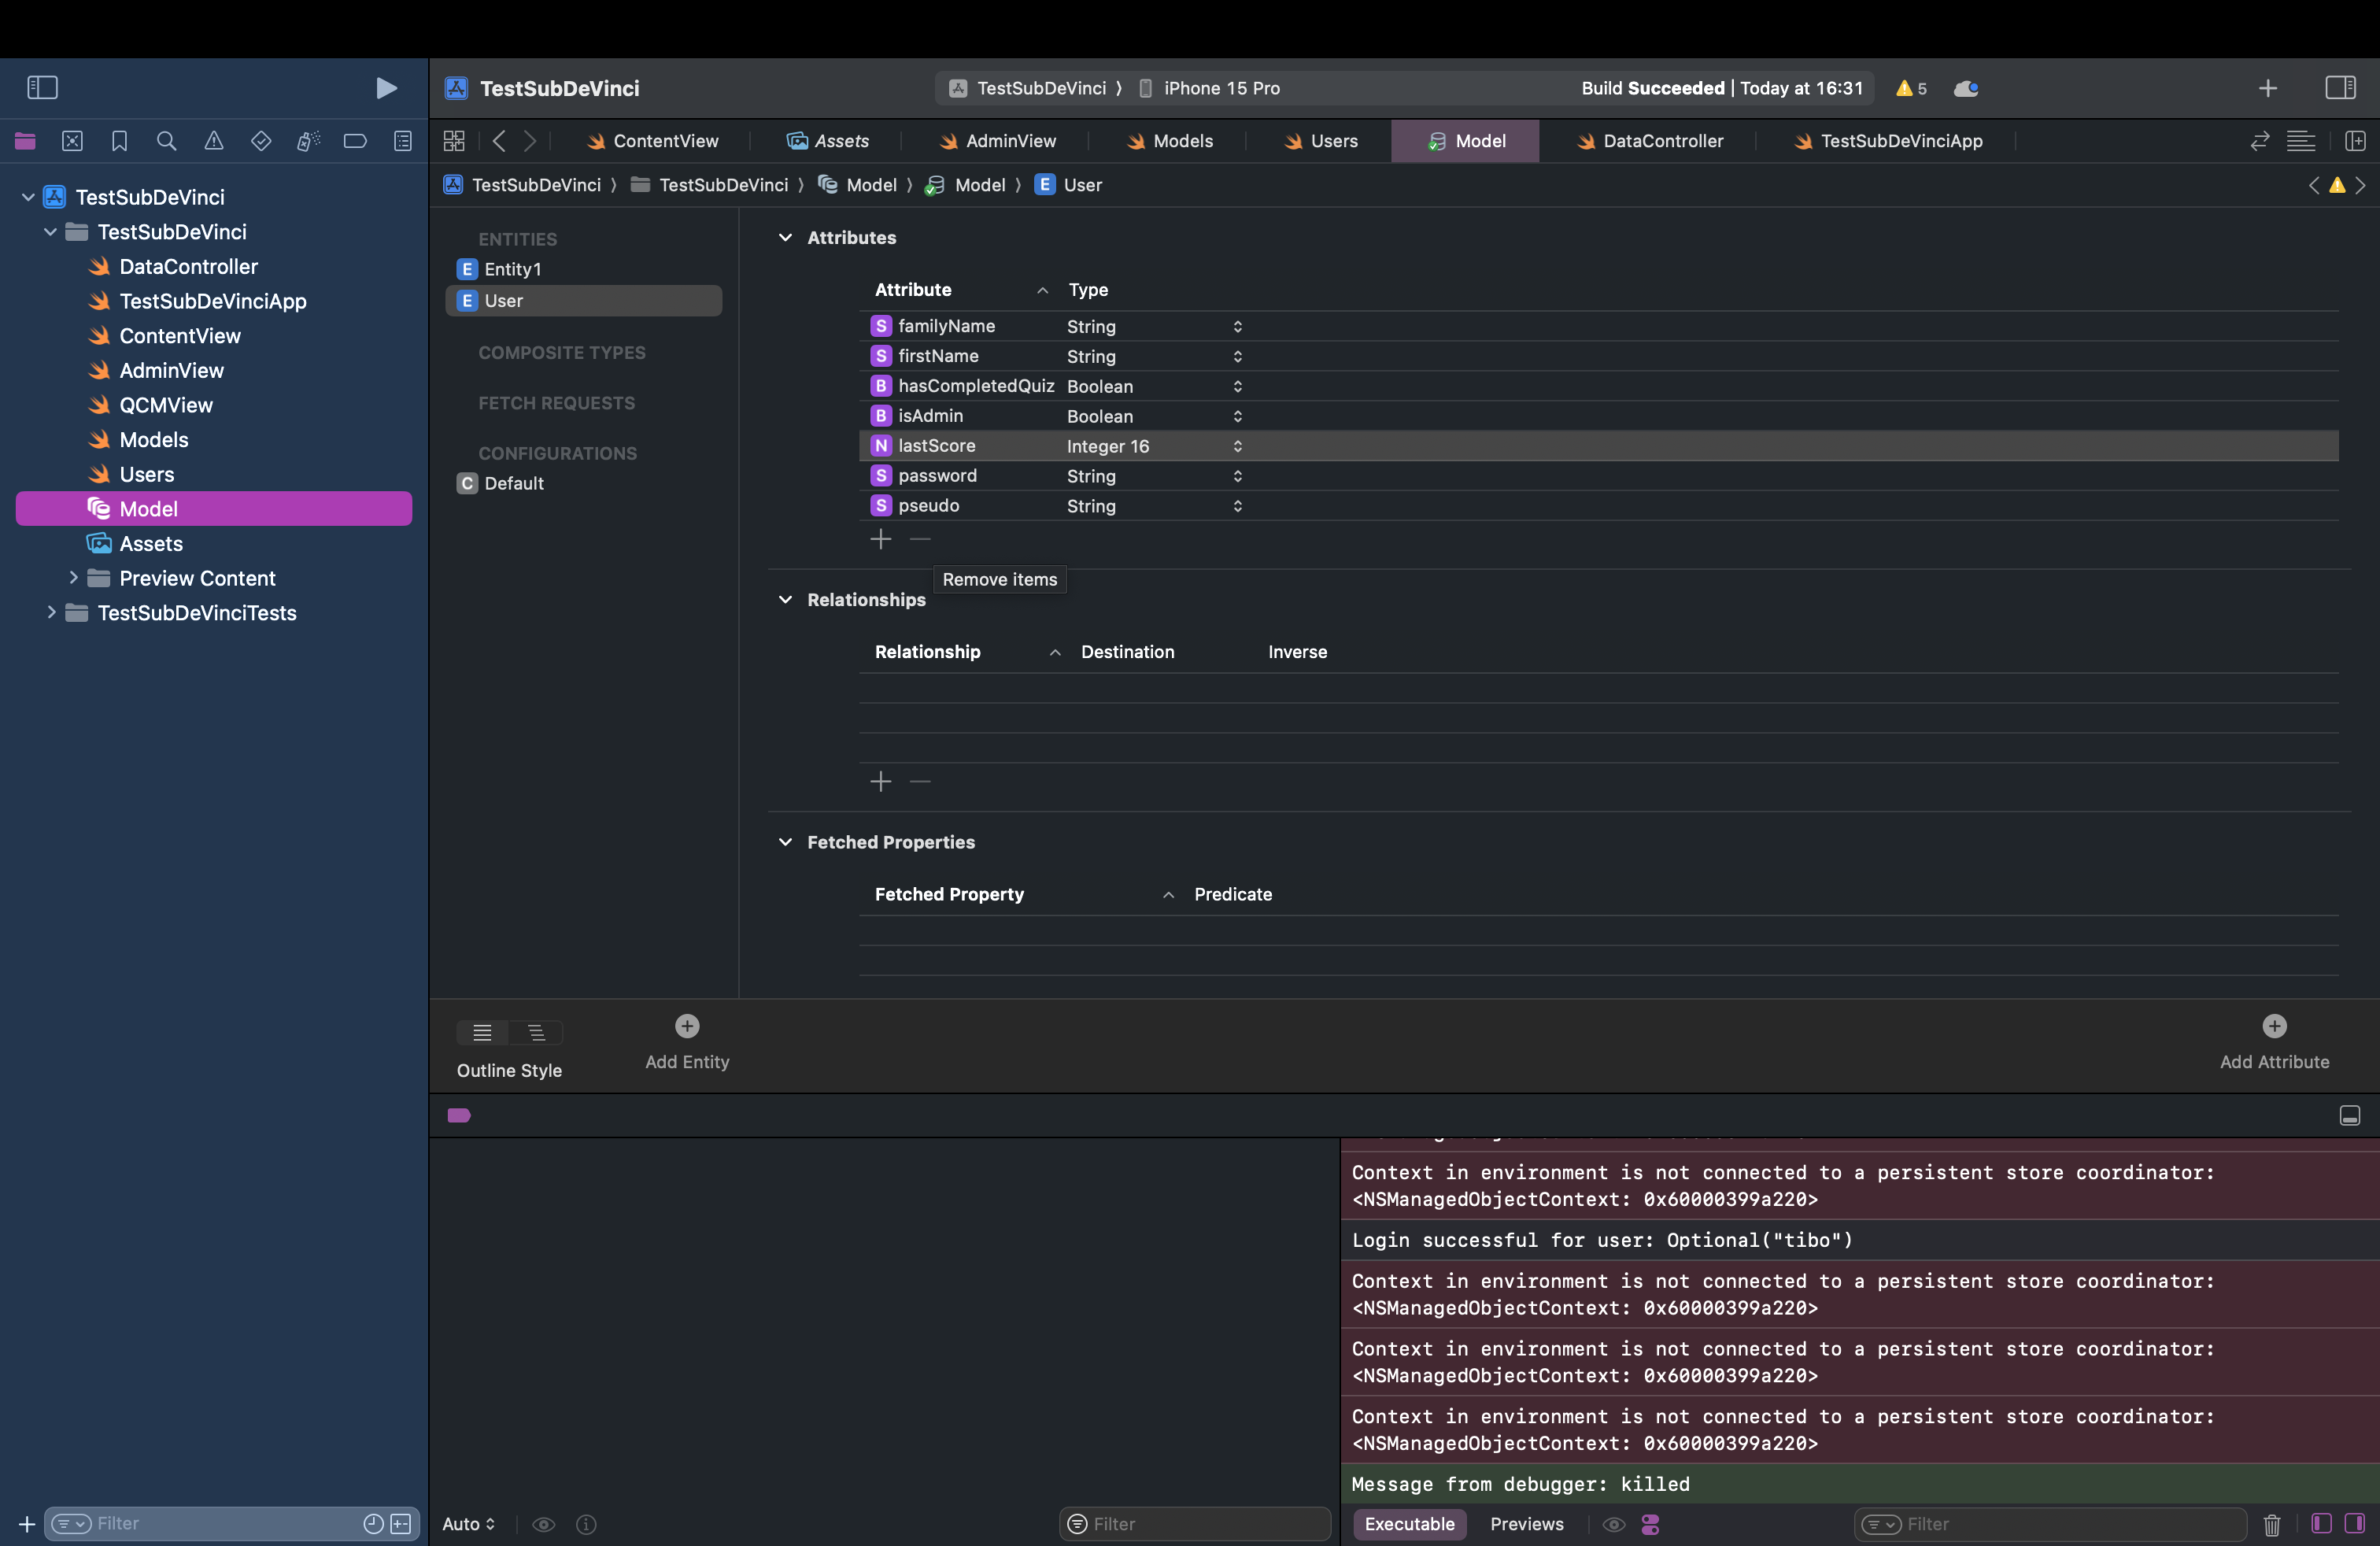 TestSubDeVinci
TestSubDeVinci
iPhone 15 Pro
Build Succeeded | Today at 16:31
5
ContentView
Assets
AdminView
Models
Users
Model
DataController
TestSubDeVinciApp
TestSubDeVinci
TestSubDeVinci
Model
Model
E
User
TestSubDeVinci
TestSubDeVinci
DataController
TestSubDeVinciApp
ContentView
AdminView
QCMView
Models
Users
Model
Assets
Preview Content
TestSubDeVinciTests
Filter
ENTITIES
E Entity1
E User
COMPOSITE TYPES
FETCH REQUESTS
CONFIGURATIONS
C Default
Attributes
Attribute Type
S familyName String
S firstName String
B hasCompletedQuiz Boolean
B isAdmin Boolean
N lastScore Integer 16
S password String
S pseudo String
Remove items
Relationships
Relationship Destination Inverse
Fetched Properties
Fetched Property Predicate
Outline Style
Add Entity
Add Attribute
Context in environment is not connected to a persistent store coordinator:
<NSManagedObjectContext: 0x60000399a220>
Login successful for user: Optional("tibo")
Context in environment is not connected to a persistent store coordinator:
<NSManagedObjectContext: 0x60000399a220>
Context in environment is not connected to a persistent store coordinator:
<NSManagedObjectContext: 0x60000399a220>
Context in environment is not connected to a persistent store coordinator:
<NSManagedObjectContext: 0x60000399a220>
Message from debugger: killed
Auto
Filter
Executable
Previews
Filter